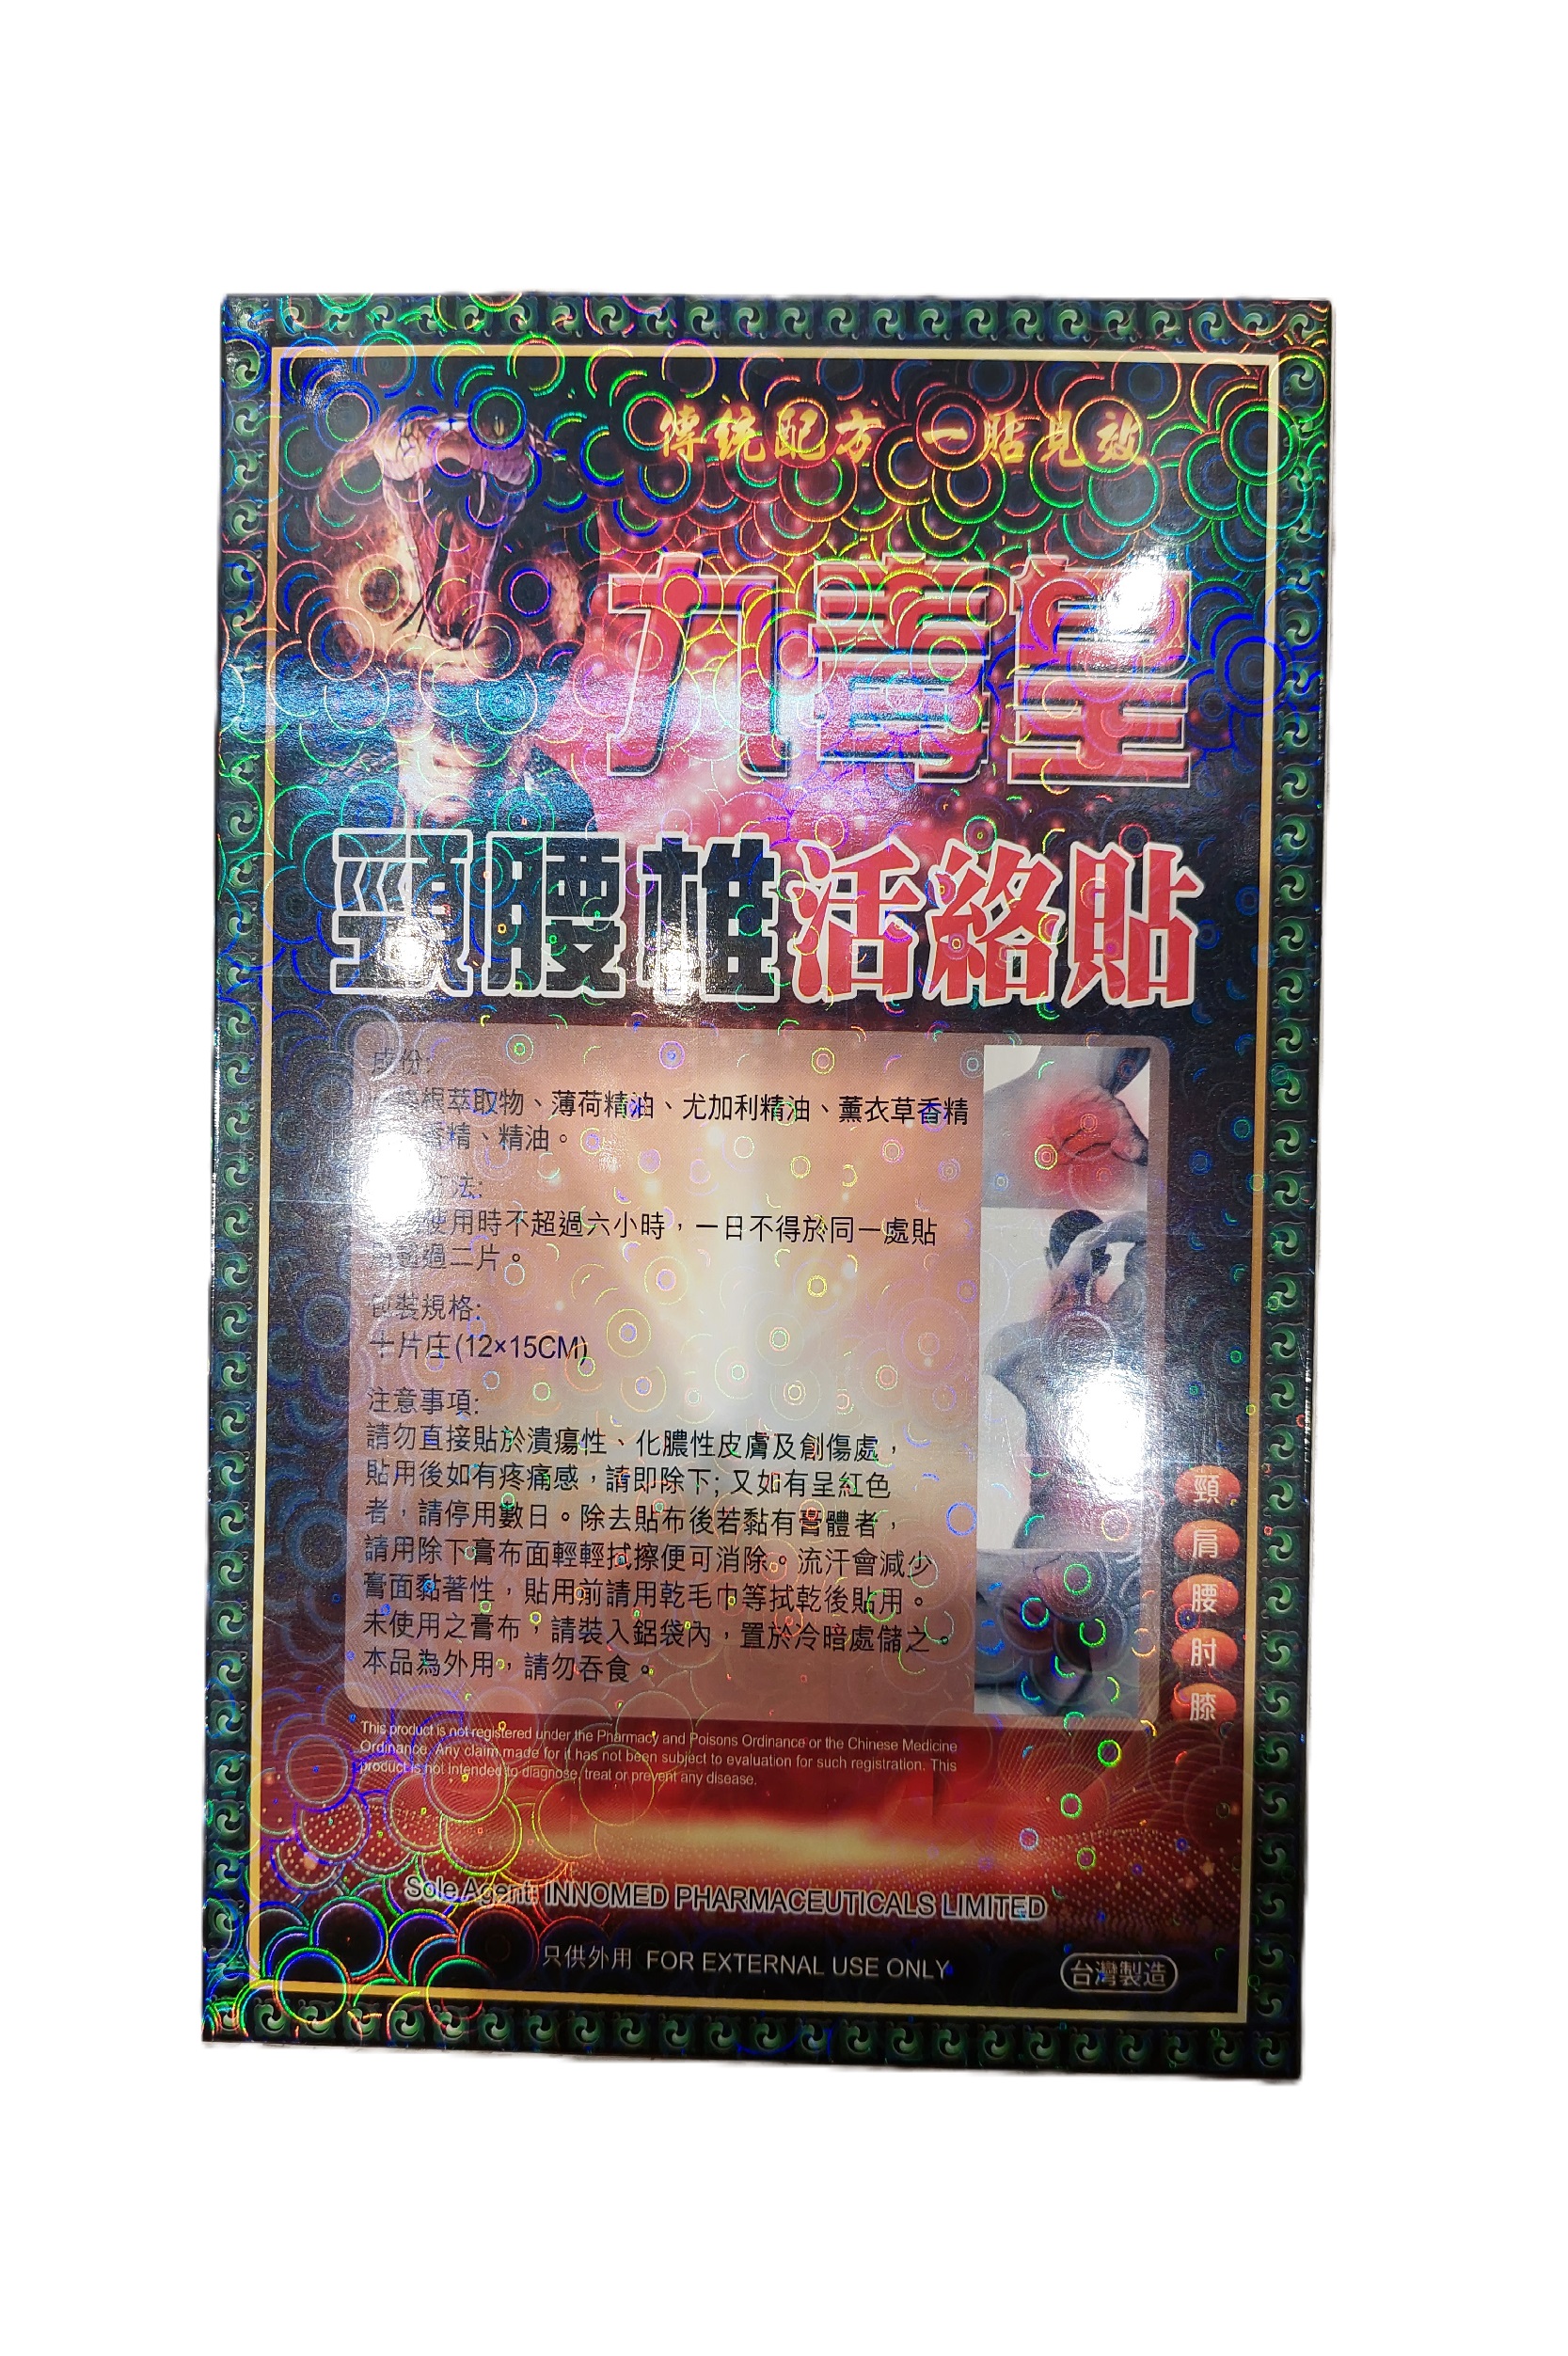 傳统配方 一貼見效
九毒皇
頸腰椎活絡貼
成份:
根萃取物、薄荷精油、尤加利精油、薰衣草香精
香精、精油。
法:
使用時不超過六小時，一日不得於同一處貼
過二片。
包裝規格:
十片庄(12×15CM)
注意事項:
請勿直接貼於潰瘍性、化膿性皮膚及創傷處，
貼用後如有疼痛感，請即除下; 又如有呈紅色
者，請停用數日。除去貼布後若黏有膏體者，
請用除下膏布面輕輕拭擦便可消除。流汗會減少
膏面黏著性，貼用前請用乾毛巾等拭乾後貼用。
未使用之膏布，請裝入鋁袋內，置於冷暗處儲之。
本品為外用，請勿吞食。
頸
肩
腰
肘
膝
This product is not registered under the Pharmacy and Poisons Ordinance or the Chinese Medicine
Ordinance. Any claim made for it has not been subject to evaluation for such registration. This
product is not intended to diagnose, treat or prevent any disease.
Sole Agent: INNOMED PHARMACEUTICALS LIMITED
只供外用 FOR EXTERNAL USE ONLY
台灣製造